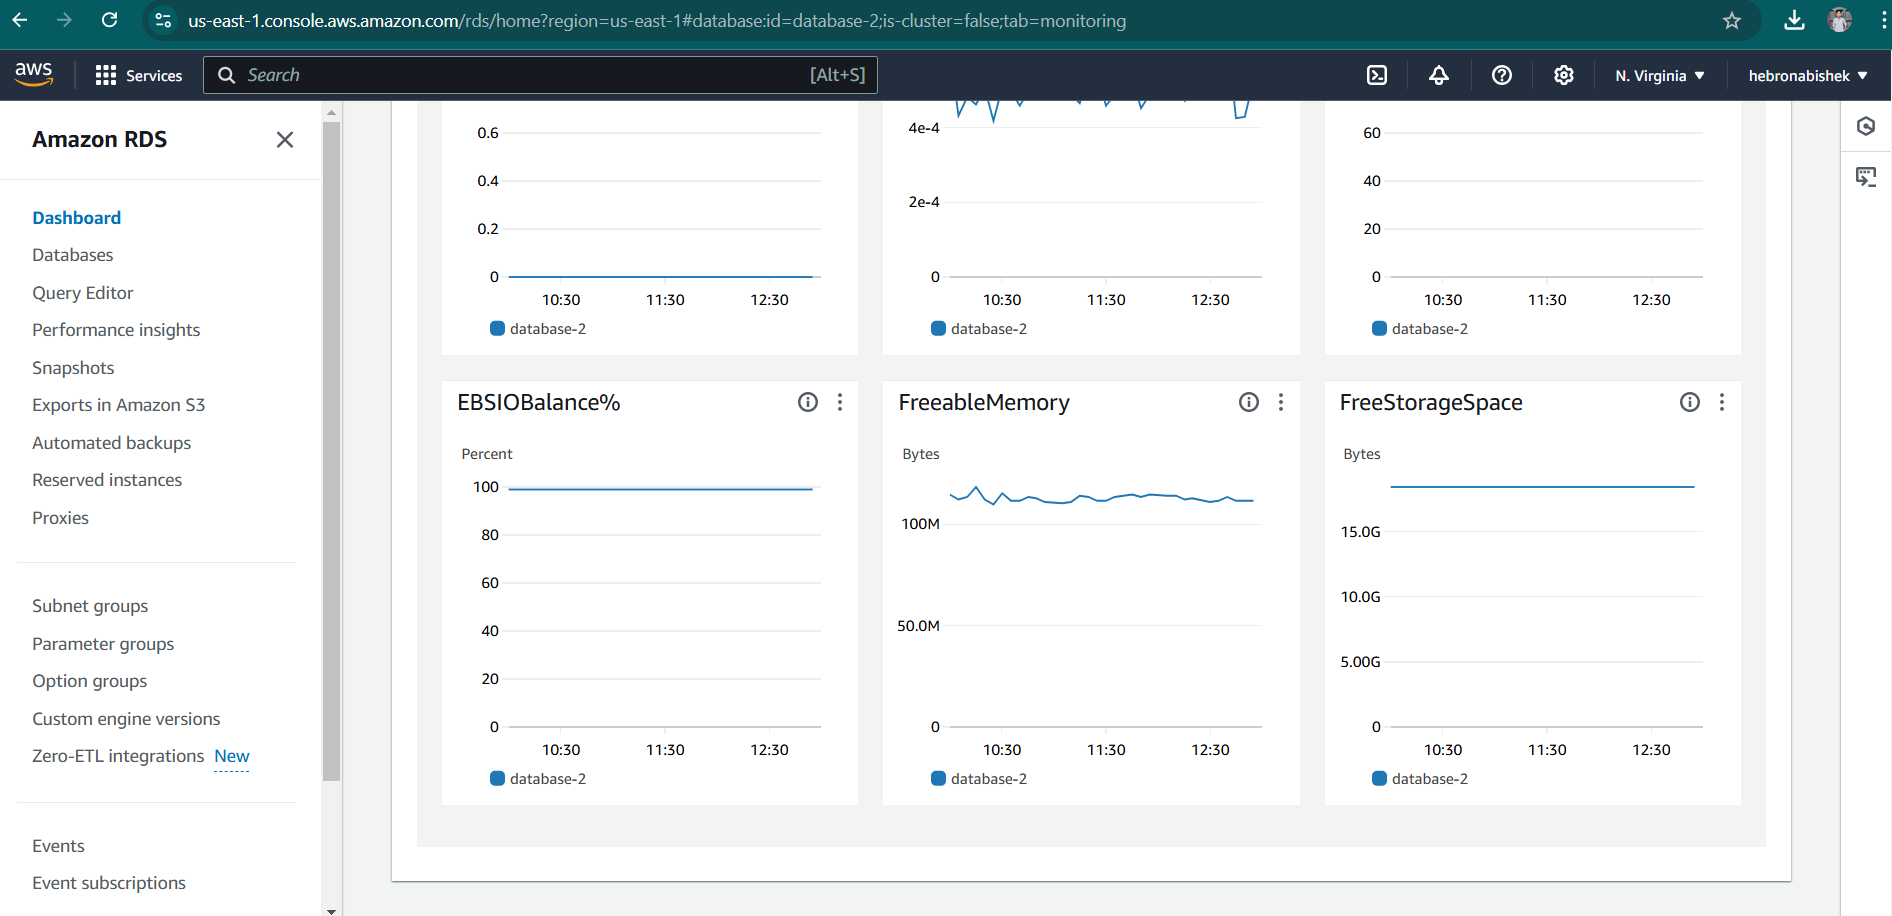 us-east-1.console.aws.amazon.com/rds/home?region=us-east-1#database:id=database-2;is-cluster=false;tab=monitoring
aws Services Search [Alt+S] N. Virginia hebronabishek
Amazon RDS
Dashboard
Databases
Query Editor
Performance insights
Snapshots
Exports in Amazon S3
Automated backups
Reserved instances
Proxies
Subnet groups
Parameter groups
Option groups
Custom engine versions
Zero-ETL integrations New
Events
Event subscriptions
0.6
0.4
0.2
0
10:30 11:30 12:30
database-2
4e-4
2e-4
0
10:30 11:30 12:30
database-2
60
40
20
0
10:30 11:30 12:30
database-2
EBSIOBalance%
Percent
100
80
60
40
20
0
10:30 11:30 12:30
database-2
FreeableMemory
Bytes
100M
50.0M
0
10:30 11:30 12:30
database-2
FreeStorageSpace
Bytes
15.0G
10.0G
5.00G
0
10:30 11:30 12:30
database-2